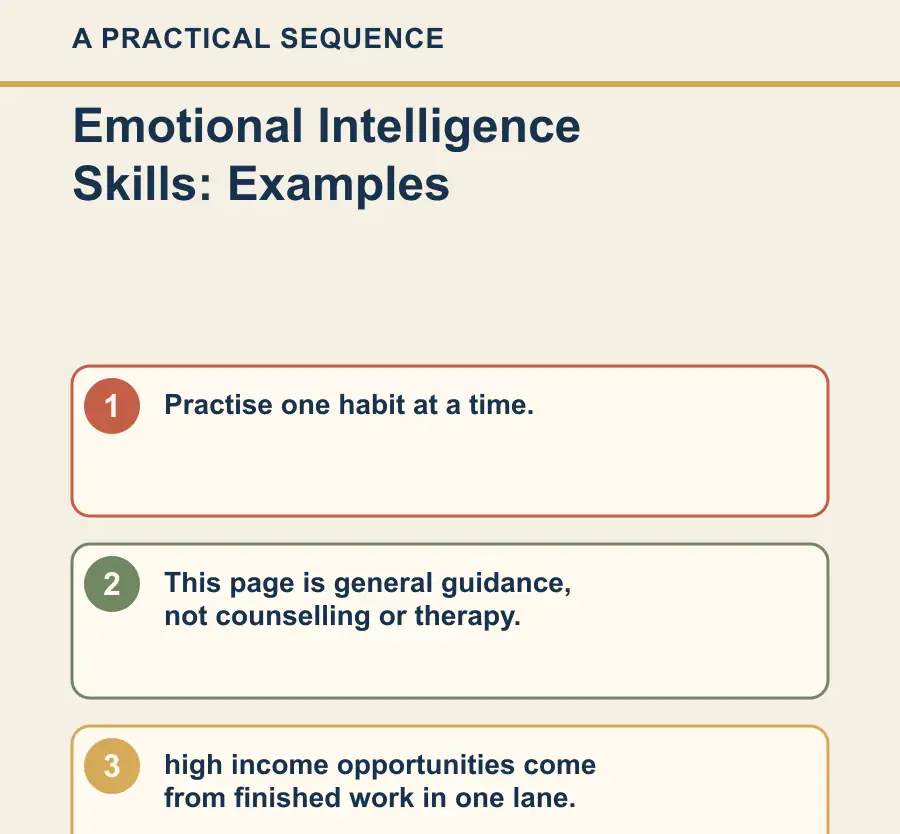 A PRACTICAL SEQUENCE
Emotional Intelligence
Skills: Examples
1
Practise one habit at a time.
2
This page is general guidance,
not counselling or therapy.
3
high income opportunities come
from finished work in one lane.